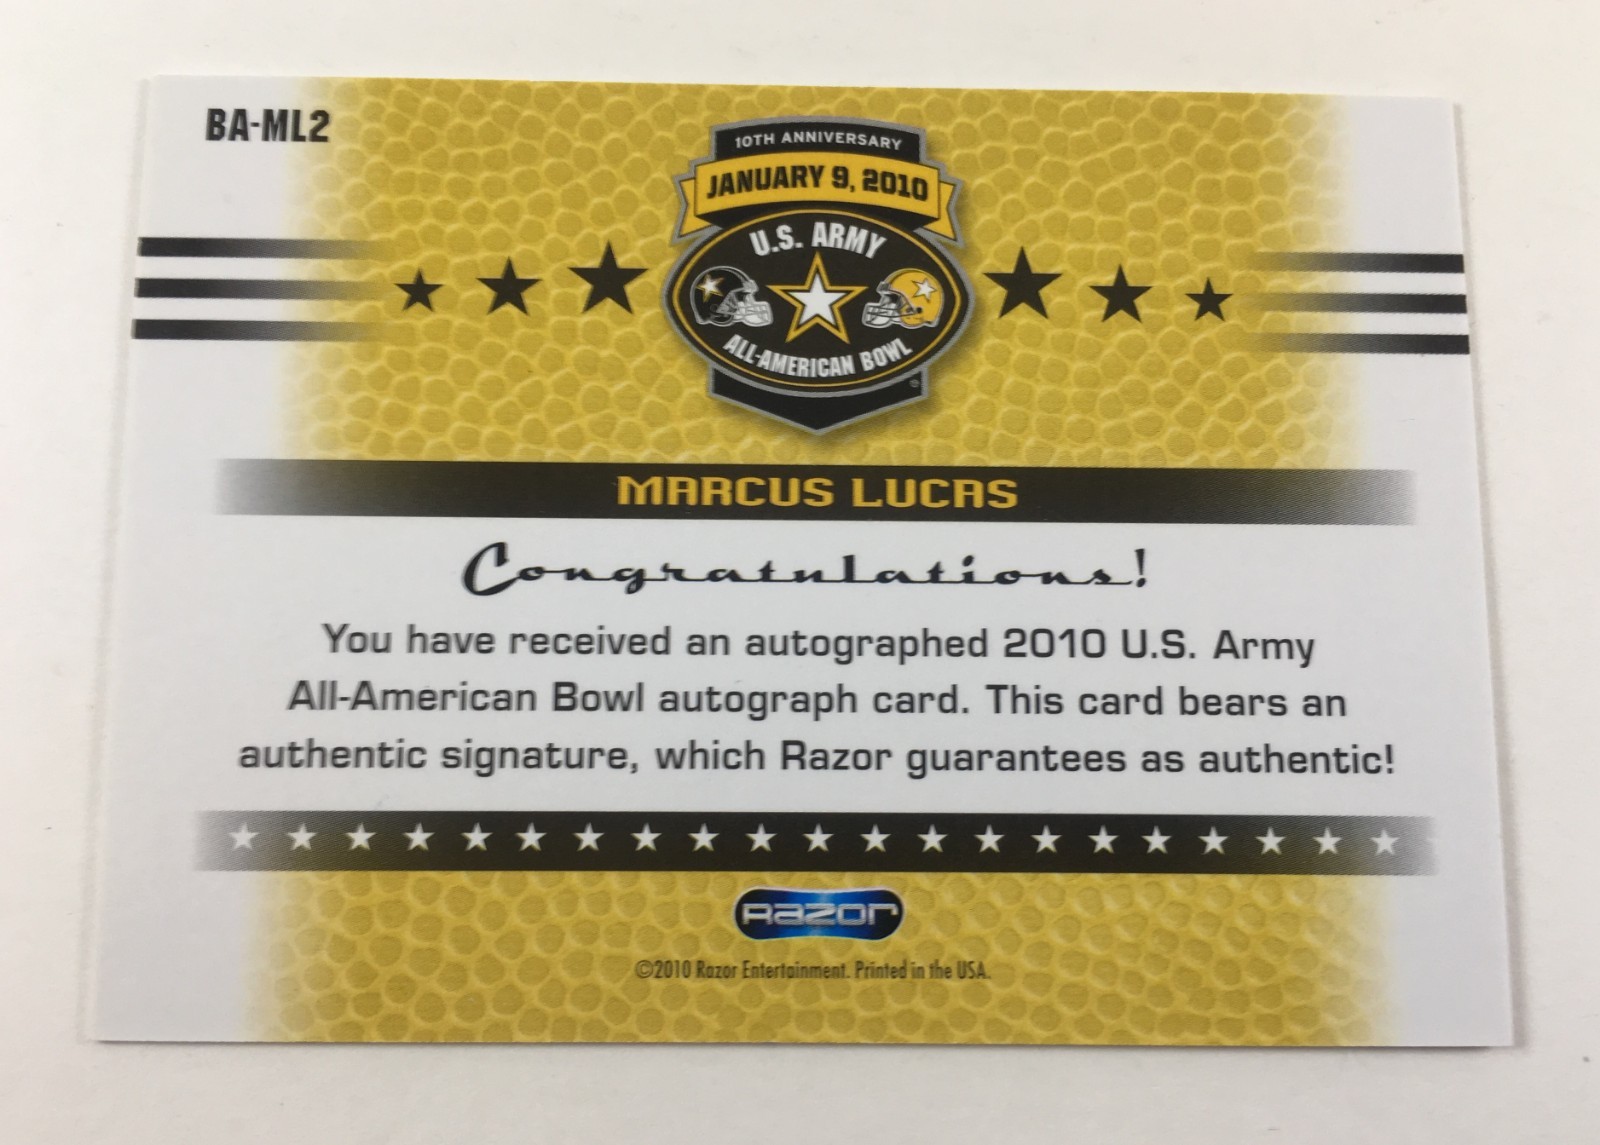 BA-ML2
10TH ANNIVERSARY
JANUARY 9, 2010
U.S. ARMY
ALL-AMERICAN BOWL
®
MARCUS LUCAS
Congratulations!
You have received an autographed 2010 U.S. Army
All-American Bowl autograph card. This card bears an
authentic signature, which Razor guarantees as authentic!
Razor
©2010 Razor Entertainment. Printed in the USA.